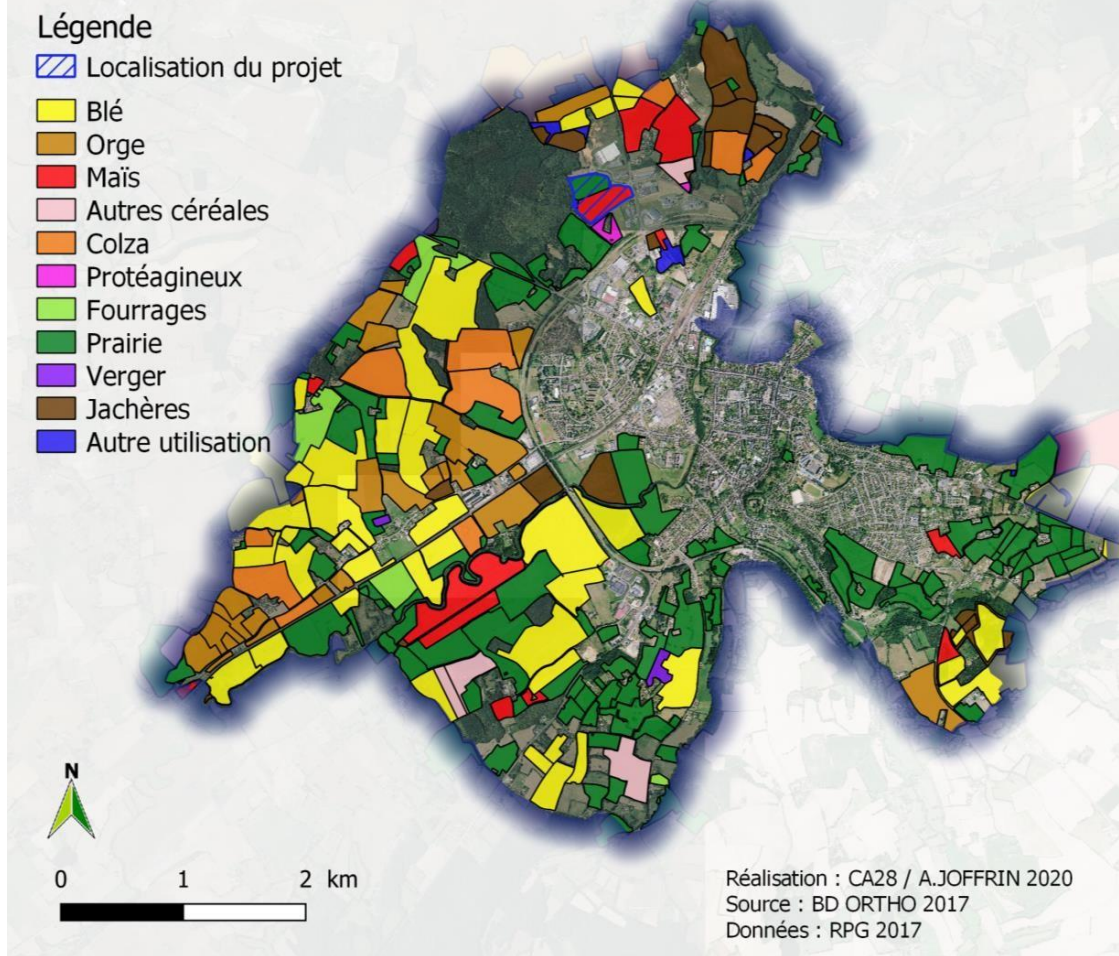 Légende
Localisation du projet
Blé
Orge
Maïs
Autres céréales
Colza
Protéagineux
Fourrages
Prairie
Verger
Jachères
Autre utilisation
N
0 1 2 km
Réalisation : CA28 / A.JOFFRIN 2020
Source : BD ORTHO 2017
Données : RPG 2017